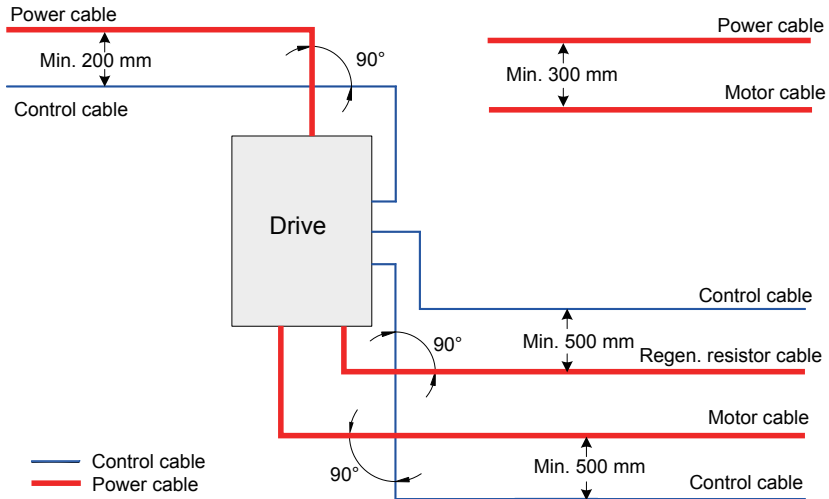 Power cable
Min. 200 mm
90°
Control cable
Power cable
Min. 300 mm
Motor cable
Drive
Control cable
Min. 500 mm
90°
Regen. resistor cable
Motor cable
90°
Min. 500 mm
Control cable
Control cable
Power cable